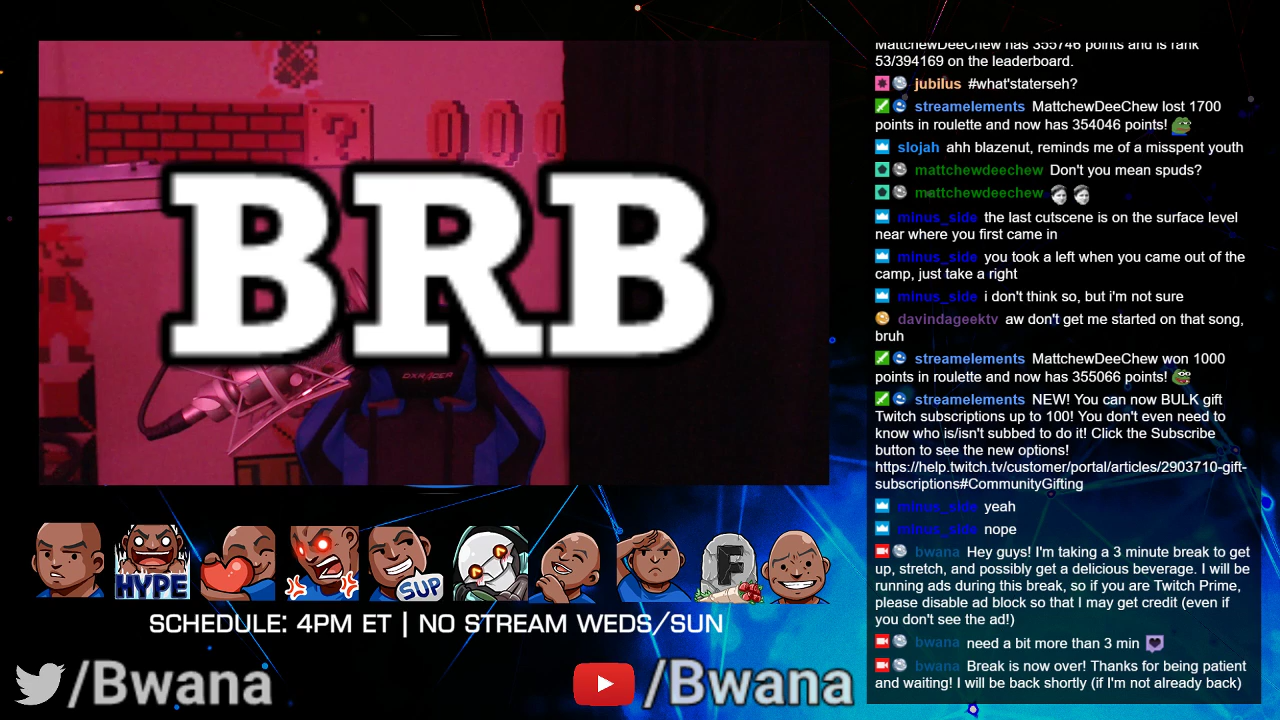 BRB
?
DXRACER
HYPE
SUP
F
SCHEDULE: 4PM ET | NO STREAM WEDS/SUN
/Bwana
/Bwana
MattchewDeeChew has 355746 points and is rank
53/394169 on the leaderboard.
jubilus #what'staterseh?
streamelements MattchewDeeChew lost 1700
points in roulette and now has 354046 points!
slojah ahh blazenut, reminds me of a misspent youth
mattchewdeechew Don't you mean spuds?
mattchewdeechew
minus_side the last cutscene is on the surface level
near where you first came in
minus_side you took a left when you came out of the
camp, just take a right
minus_side i don't think so, but i'm not sure
davindageektv aw don't get me started on that song,
bruh
streamelements MattchewDeeChew won 1000
points in roulette and now has 355066 points!
streamelements NEW! You can now BULK gift
Twitch subscriptions up to 100! You don't even need to
know who is/isn't subbed to do it! Click the Subscribe
button to see the new options!
https://help.twitch.tv/customer/portal/articles/2903710-gift-
subscriptions#CommunityGifting
minus_side yeah
minus_side nope
bwana Hey guys! I'm taking a 3 minute break to get
up, stretch, and possibly get a delicious beverage. I will be
running ads during this break, so if you are Twitch Prime,
please disable ad block so that I may get credit (even if
you don't see the ad!)
bwana need a bit more than 3 min
bwana Break is now over! Thanks for being patient
and waiting! I will be back shortly (if I'm not already back)